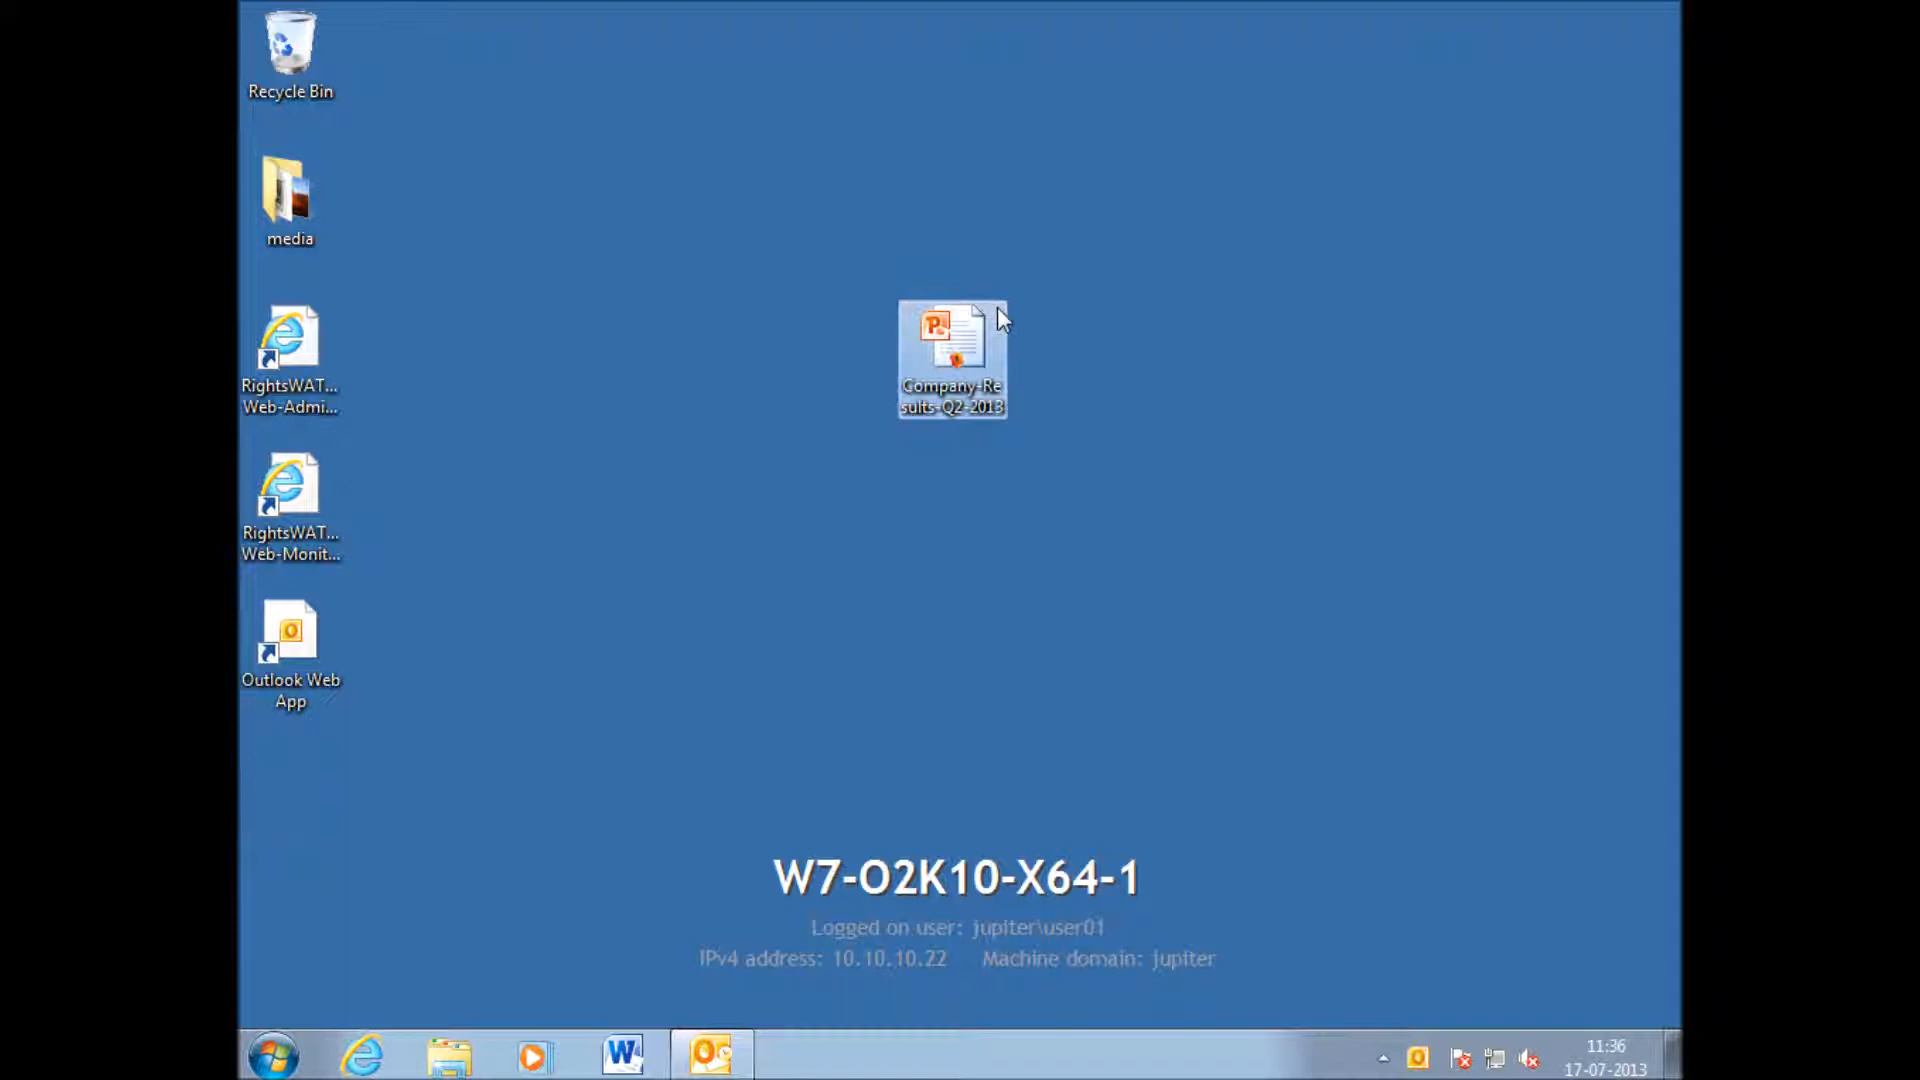 Recycle Bin
media
RightsWAT...
Web-Admi...
RightsWAT...
Web-Monit...
Outlook Web
App
Company-Re
sults-Q2-2013
W7-O2K10-X64-1
Logged on user: jupiter\user01
IPv4 address: 10.10.10.22 Machine domain: jupiter
11:36
17-07-2013